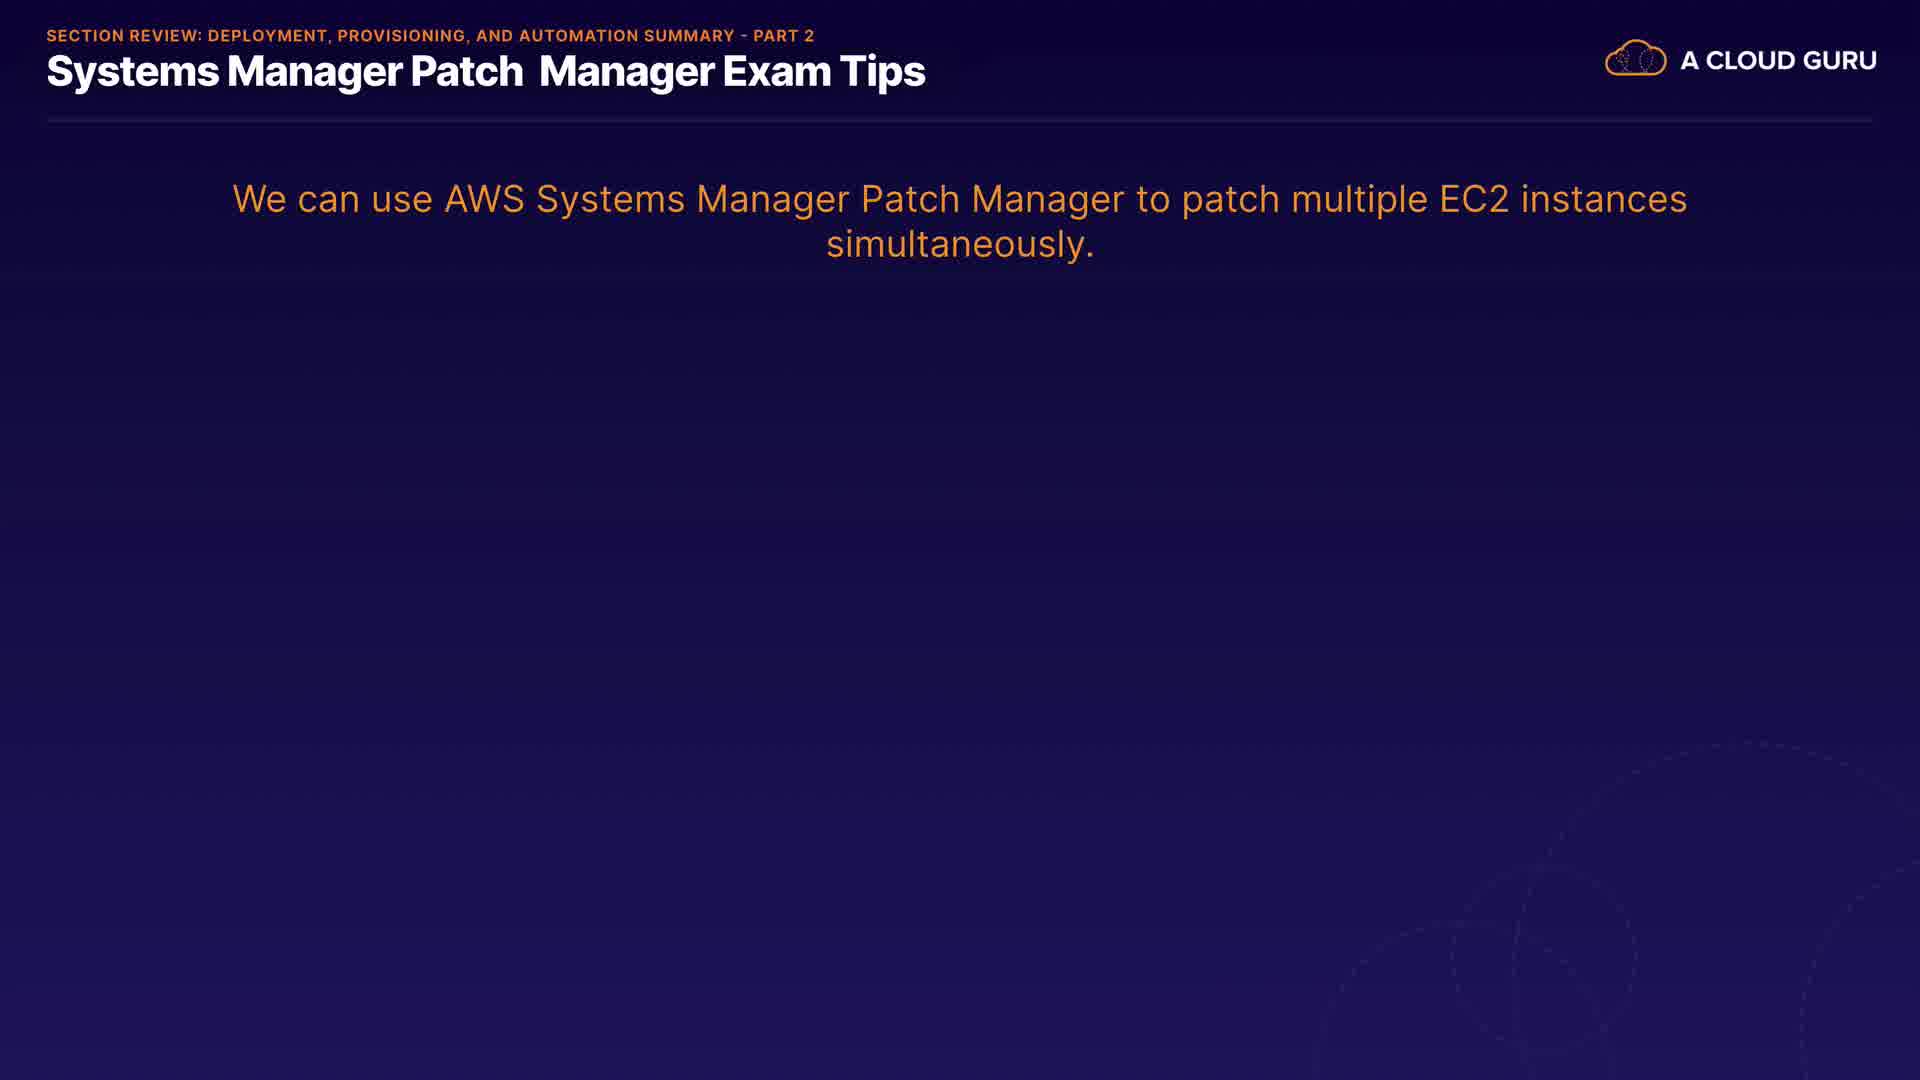 SECTION REVIEW: DEPLOYMENT, PROVISIONING, AND AUTOMATION SUMMARY - PART 2
Systems Manager Patch  Manager Exam Tips
A CLOUD GURU
We can use AWS Systems Manager Patch Manager to patch multiple EC2 instances
simultaneously.